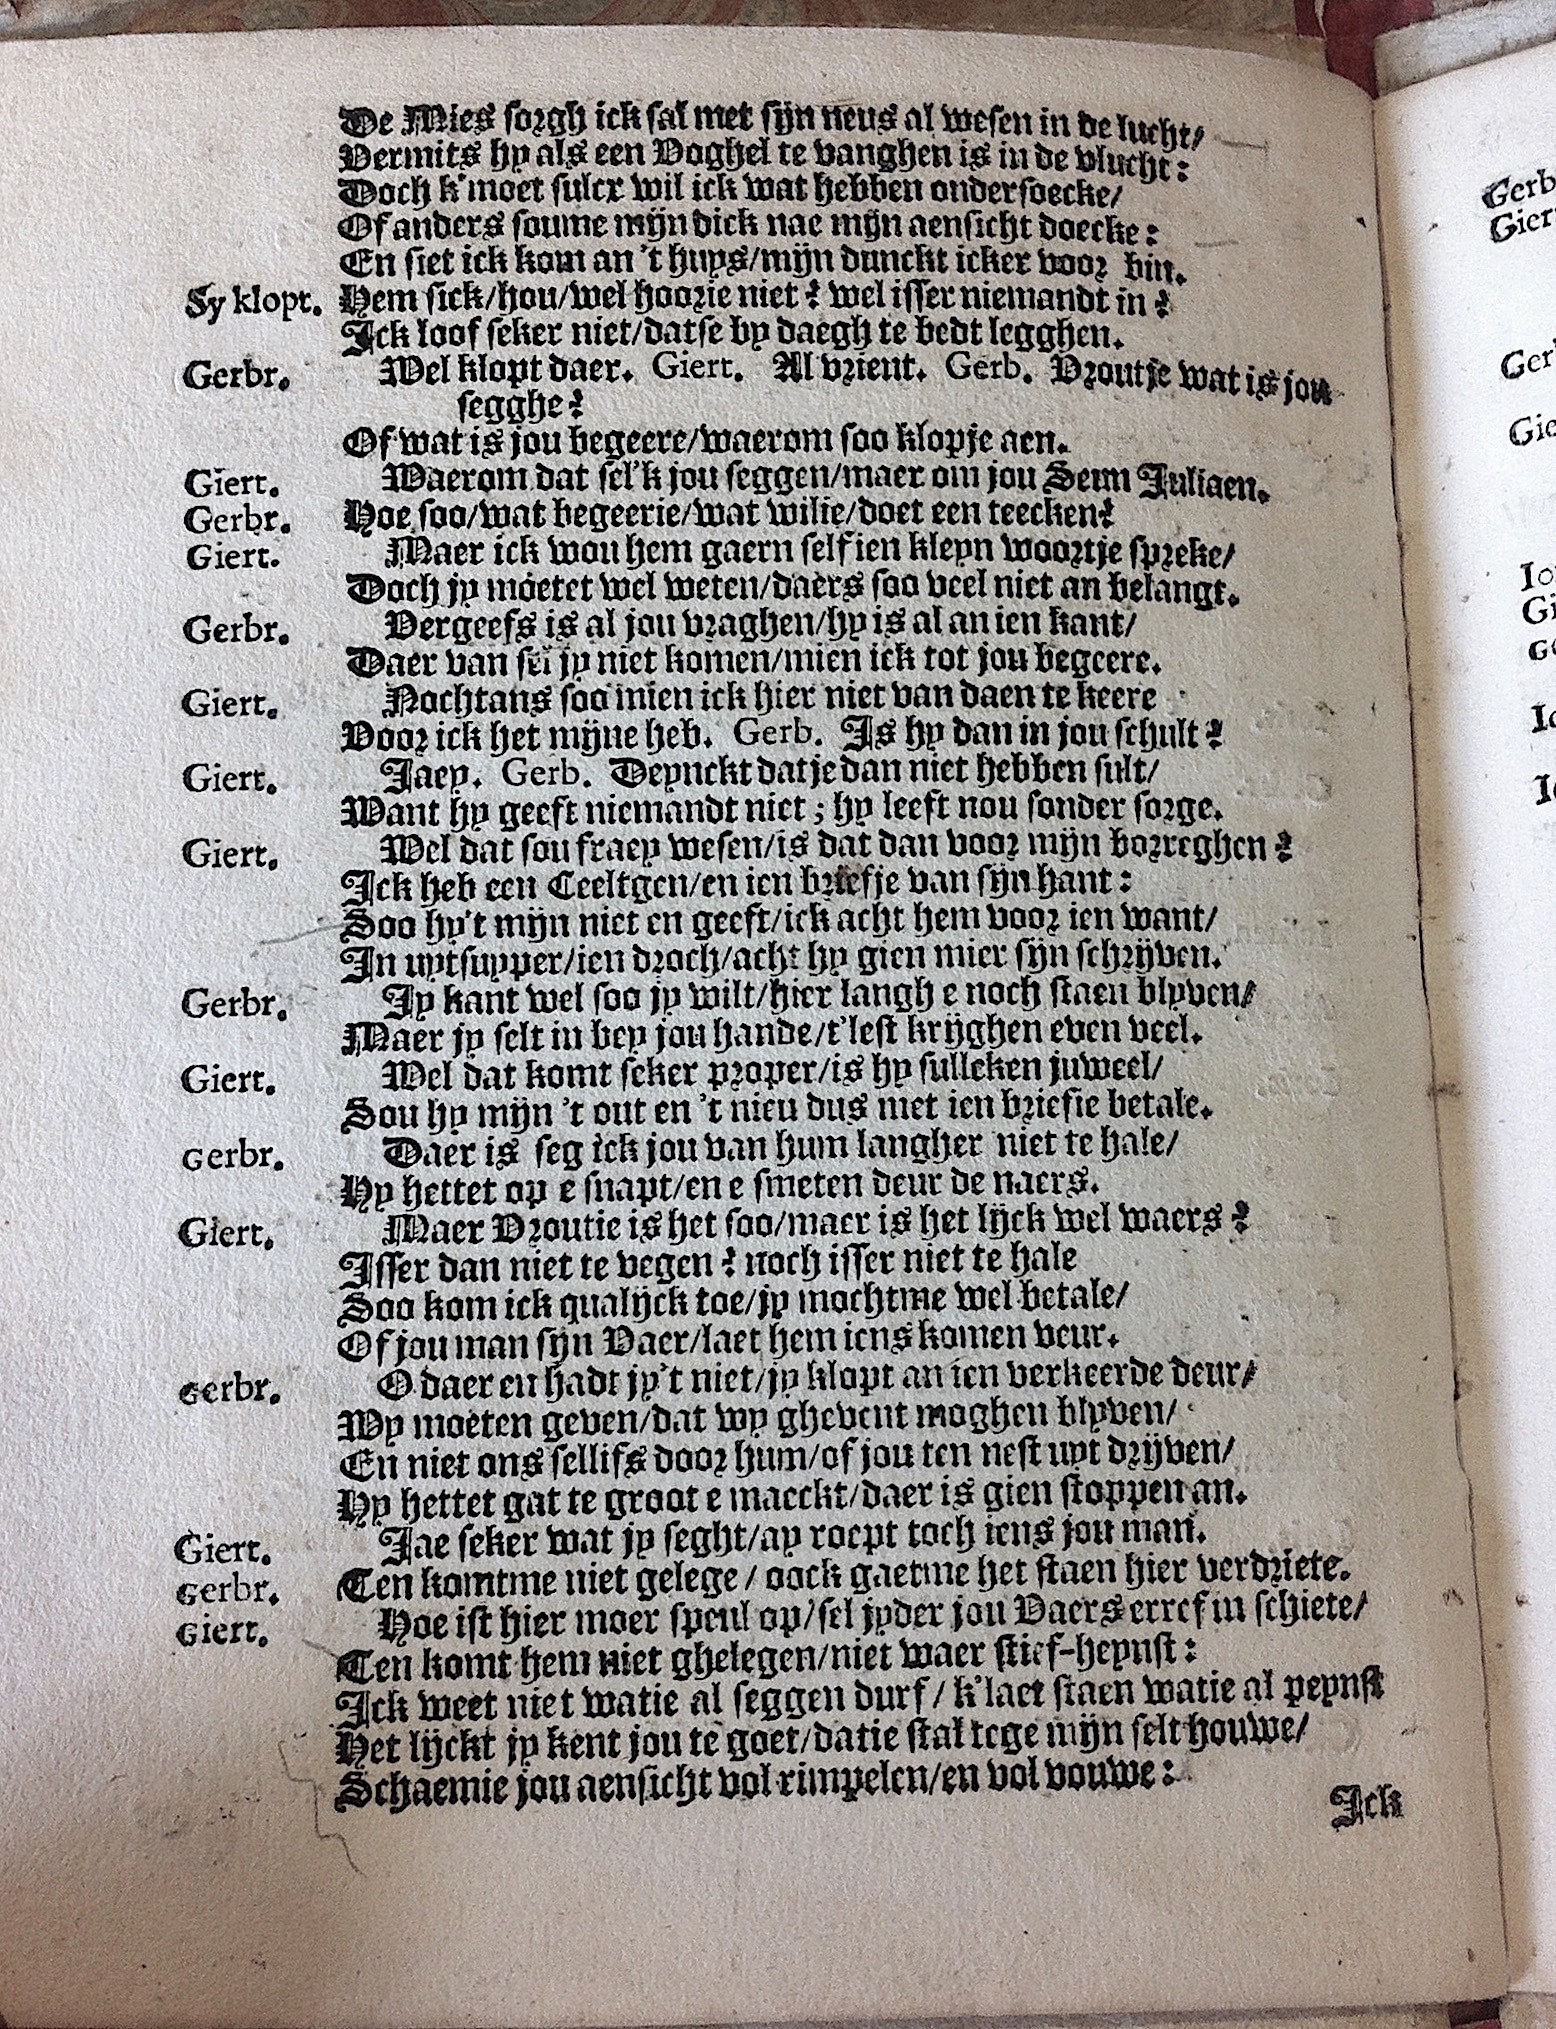 De Mies sorgh ick sal met sijn neus al wesen in de lucht/
Vermits hy als een Voghel te vanghen is in de vlucht:
Doch k'moet sulcx wil ick wat hebben ondersoecke/
Of anders soume mijn dick nae mijn aensicht doecke:
En siet ick kom an 't huys/mijn dunckt icker voor bin.
Sy klopt. Hem sick/hou/wel hoorie niet? wel isser niemandt in?
Ick loof seker niet/datse by daegh te bedt legghen.
Gerbr. Wel klopt daer. Giert. Al vrient. Gerb. Vroutje wat is jou
segghe?
Of wat is jou begeere/waerom soo klopje aen.
Giert. Waerom dat sel'k jou seggen/maer om jou Seun Juliaen.
Gerbr. Hoe soo/wat begeerie/wat wilie/doet een teecken?
Giert. Maer ick wou hem gaern self ien kleyn woortje spreke/
Doch jy moetet wel weten/daers soo veel niet an belangt.
Gerbr. Vergeefs is al jou vraghen/hy is al an ien kant/
Daer van sel jy niet komen/mien ick tot jou begeere.
Giert. Nochtans soo mien ick hier niet van daen te keere
Voor ick het mijne heb. Gerb. Is hy dan in jou schult?
Giert. Jaey. Gerb. Deynckt datje dan niet hebben sult/
Want hy geeft niemandt niet; hy leeft nou sonder sorge.
Giert. Wel dat sou fraey wesen/is dat dan voor mijn borreghen?
Ick heb een Ceeltgen/en ien briefje van sijn hant:
Soo hy't mijn niet en geeft/ick acht hem voor ien want/
In uytsuyper/ien droch/acht hy gien mier sijn schrijven.
Gerbr. Jy kant wel soo jy wilt/hier langh e noch staen blyven/
Maer jy selt in bey jou hande/t'lest krijghen even veel.
Giert. Wel dat komt seker proper/is hy sulleken juweel/
Sou hy mijn 't out en 't nieu dus met ien briefie betale.
Gerbr. Daer is seg ick jou van hum langher niet te hale/
Hy hettet op e snapt/en e smeten deur de naers.
Giert. Maer Vroutie is het soo/maer is het lijck wel waers?
Isser dan niet te vegen? noch isser niet te hale
Soo kom ick qualijck toe/jy mochtme wel betale/
Of jou man sijn Vaer/laet hem iens komen veur.
Gerbr. O daer en hadt jy't niet/jy klopt an ien verkeerde deur/
Wy moeten geven/dat wy ghevent moghen blyven/
En niet ons sellifs door hum/of jou ten nest uyt drijven/
Hy hettet gat te groot e maeckt/daer is gien stoppen an.
Giert. Jae seker wat jy seght/ay roept toch iens jou man.
Gerbr. Ten komtme niet gelege/ oock gaetme het staen hier verdriete.
Giert. Hoe ist hier moer speul op/sel jyder jou Vaers erref in schiete/
Ten komt hem niet ghelegen/niet waer stief-heynst:
Ick weet niet watie al seggen durf/ k'laet staen watie al peynst
Het lijckt jy kent jou te goet/datie stal tege mijn selt houwe/
Schaemie jou aensicht vol rimpelen/en vol vouwe:
Ick
Gerb
Gier
Ger
Gie
Io
Gi